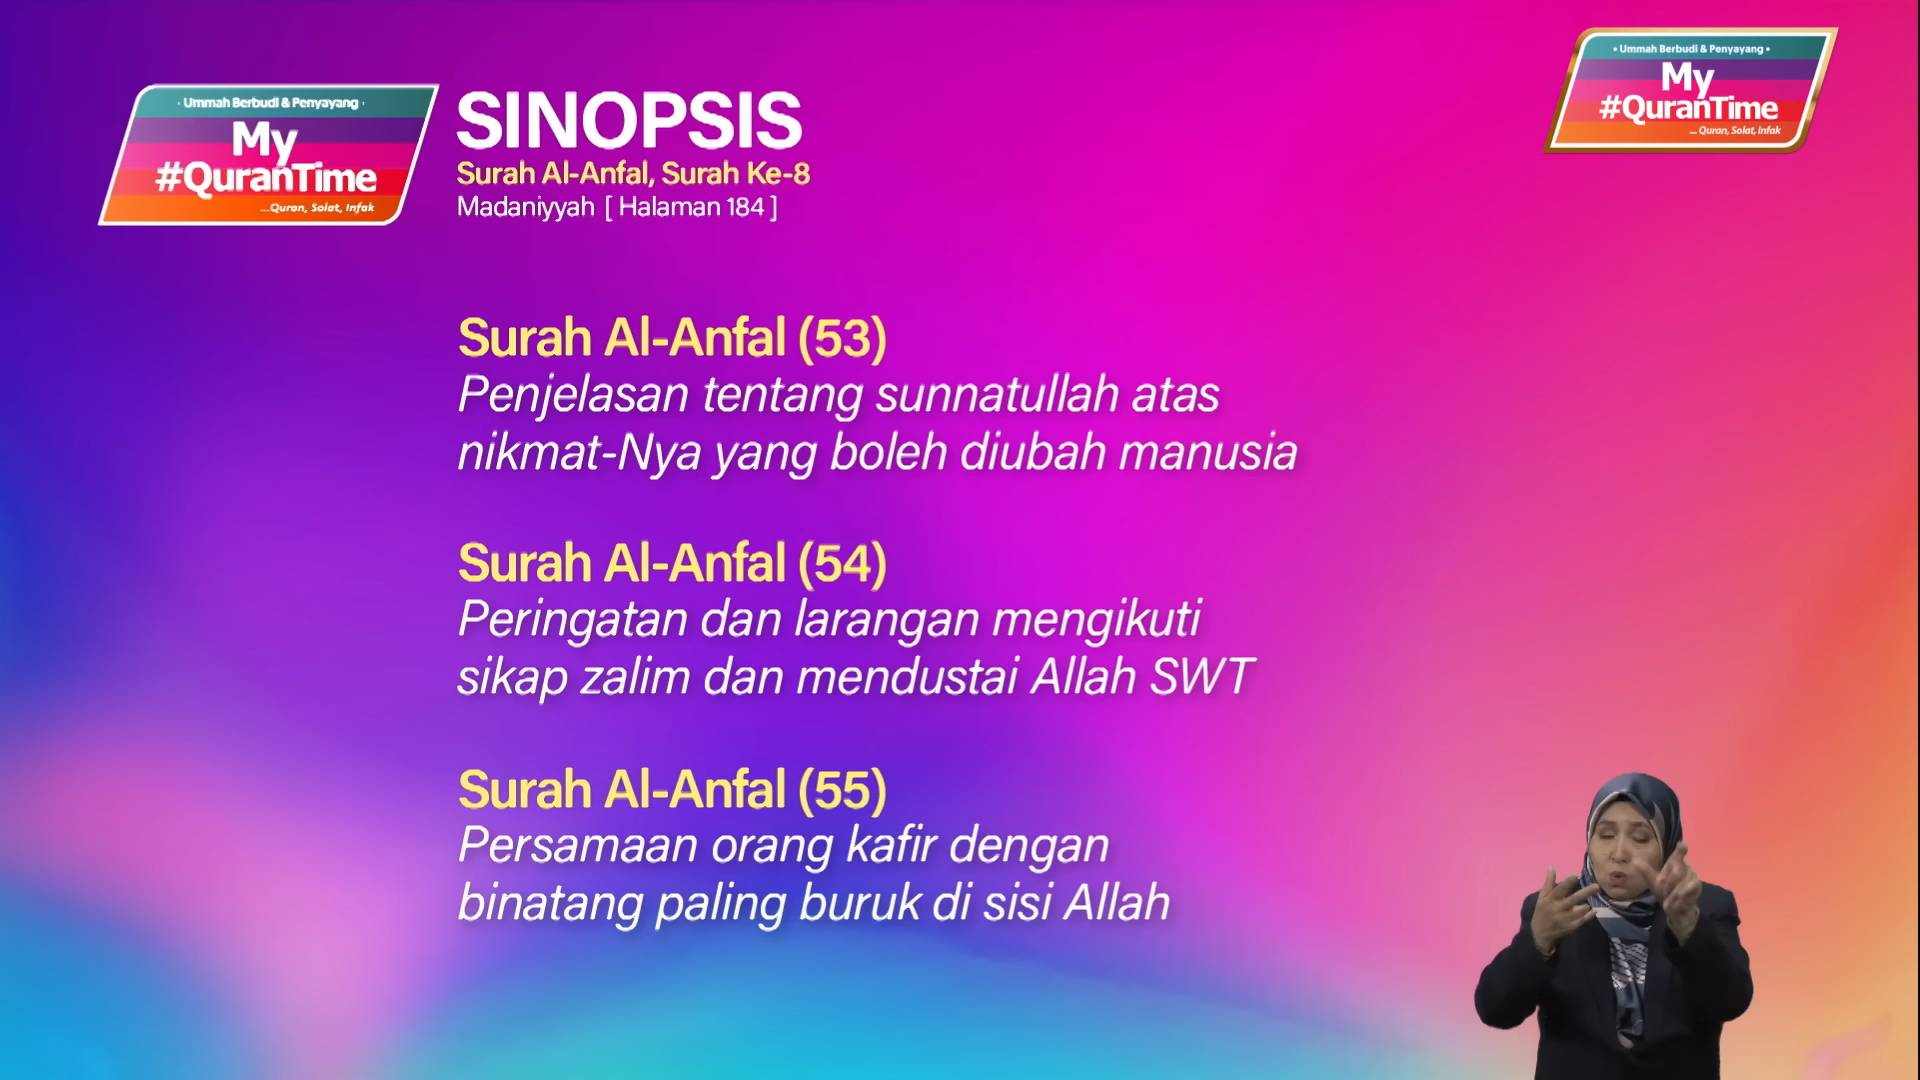 · Ummah Berbudi & Penyayang ·
My
#QuranTime
...Quran, Solat, Infak
SINOPSIS
Surah Al-Anfal, Surah Ke-8
Madaniyyah [ Halaman 184 ]
• Ummah Berbudi & Penyayang •
My
#QuranTime
... Quran, Solat, Infak
Surah Al-Anfal (53)
Penjelasan tentang sunnatullah atas
nikmat-Nya yang boleh diubah manusia
Surah Al-Anfal (54)
Peringatan dan larangan mengikuti
sikap zalim dan mendustai Allah SWT
Surah Al-Anfal (55)
Persamaan orang kafir dengan
binatang paling buruk di sisi Allah